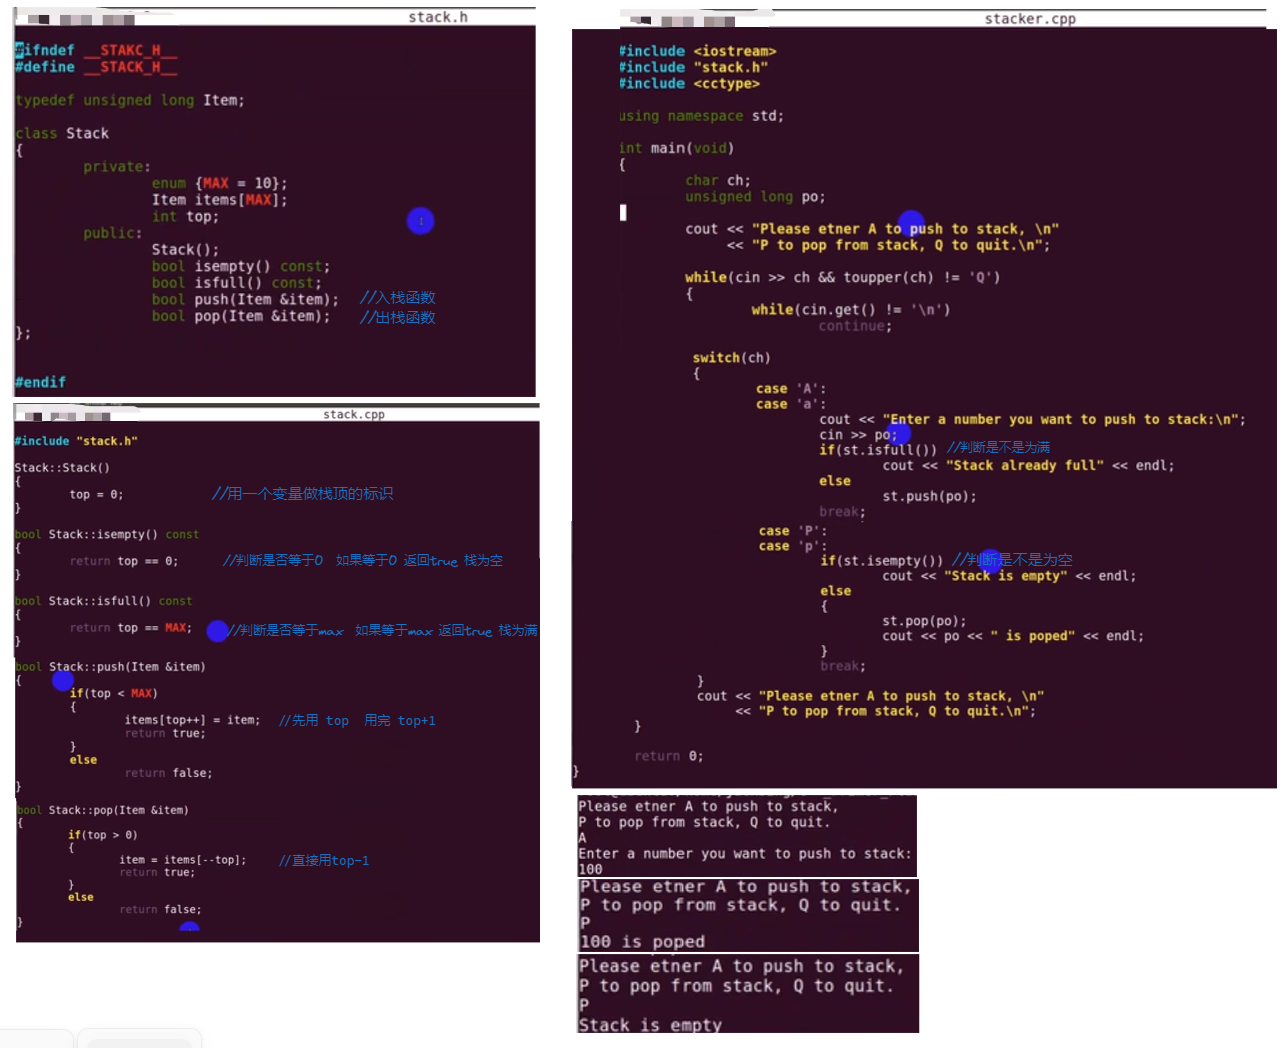 stack.h
#ifndef __STAKC_H__
#define __STACK_H__
typedef unsigned long Item;
class Stack
{
private:
enum {MAX = 10};
Item items[MAX];
int top;
public:
Stack();
bool isempty() const;
bool isfull() const;
bool push(Item &item); //入栈函数
bool pop(Item &item); //出栈函数
};
#endif
stack.cpp
#include "stack.h"
Stack::Stack()
{
top = 0; //用一个变量做栈顶的标识
}
bool Stack::isempty() const
{
return top == 0; //判断是否等于0 如果等于0 返回true 栈为空
}
bool Stack::isfull() const
{
return top == MAX; //判断是否等于max 如果等于max 返回true 栈为满
}
bool Stack::push(Item &item)
{
if(top < MAX)
{
items[top++] = item; //先用 top 用完 top+1
return true;
}
else
return false;
}
bool Stack::pop(Item &item)
{
if(top > 0)
{
item = items[--top]; //直接用top-1
return true;
}
else
return false;
}
stacker.cpp
#include <iostream>
#include "stack.h"
#include <cctype>
using namespace std;
int main(void)
{
char ch;
unsigned long po;
cout << "Please etner A to push to stack, \n"
<< "P to pop from stack, Q to quit.\n";
while(cin >> ch && toupper(ch) != 'Q')
{
while(cin.get() != '\n')
continue;
switch(ch)
{
case 'A':
case 'a':
cout << "Enter a number you want to push to stack:\n";
cin >> po;
if(st.isfull()) //判断是不是为满
cout << "Stack already full" << endl;
else
st.push(po);
break;
case 'P':
case 'p':
if(st.isempty()) //判断是不是为空
cout << "Stack is empty" << endl;
else
{
st.pop(po);
cout << po << " is poped" << endl;
}
break;
}
cout << "Please etner A to push to stack, \n"
<< "P to pop from stack, Q to quit.\n";
}
return 0;
}
Please etner A to push to stack,
P to pop from stack, Q to quit.
A
Enter a number you want to push to stack:
100
Please etner A to push to stack,
P to pop from stack, Q to quit.
P
100 is poped
Please etner A to push to stack,
P to pop from stack, Q to quit.
P
Stack is empty